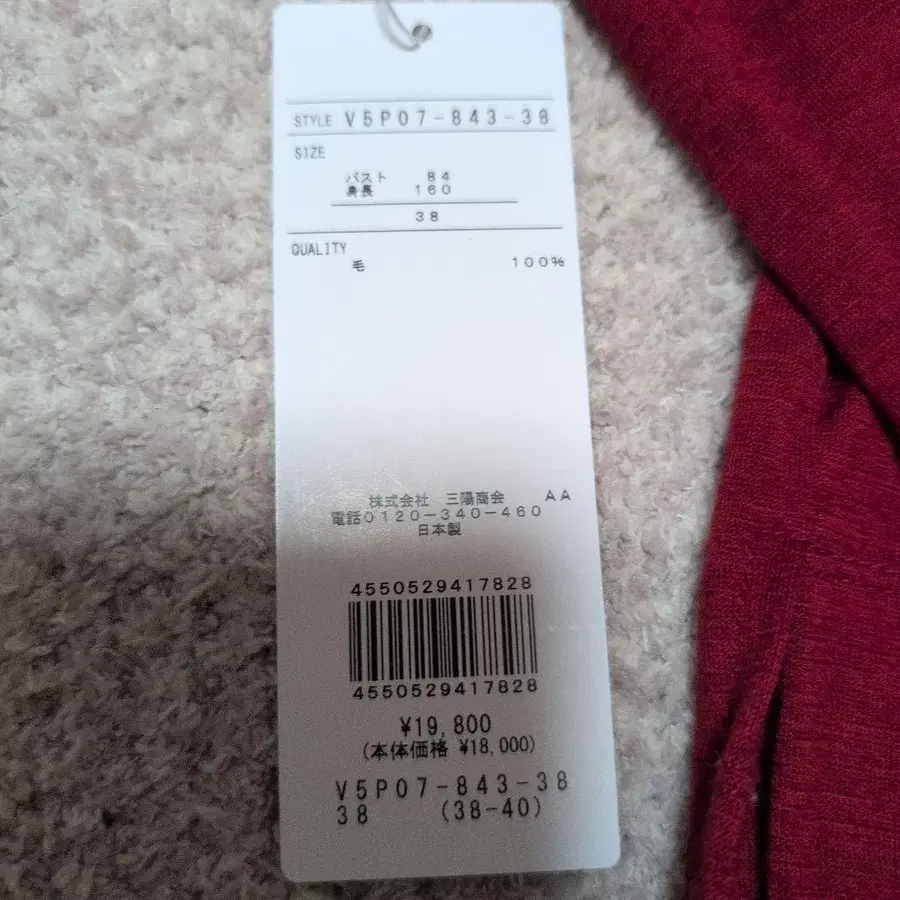 STYLE V5P07-843-38
SIZE
バスト 84
身長 160
38
QUALITY
毛 100%
株式会社 三陽商会 AA
電話0120-340-460
日本製
4550529417828
4550529417828
¥19,800
(本体価格 ¥18,000)
V5P07-843-38
38 (38-40)